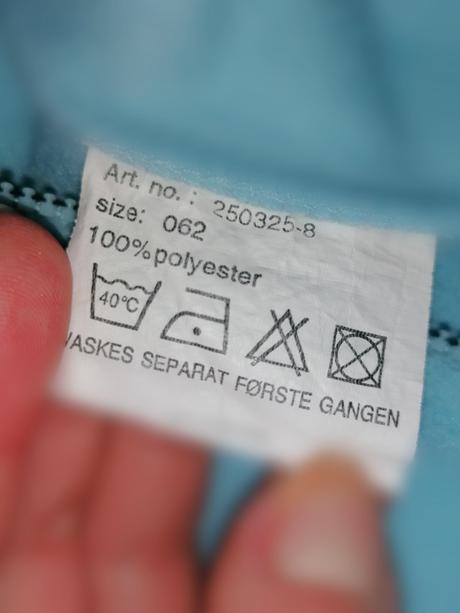 Art. no.: 250325-8
size: 062
100%polyester
40°C
VASKES SEPARAT FØRSTE GANGEN